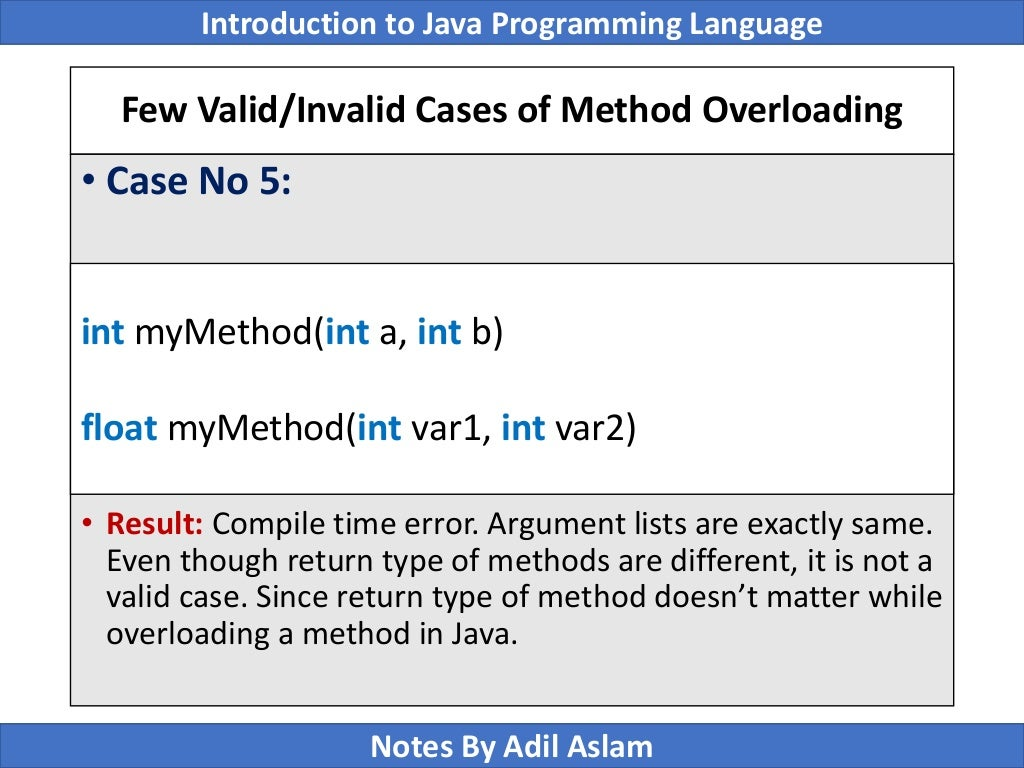 Introduction to Java Programming Language
Few Valid/Invalid Cases of Method Overloading
• Case No 5:
int myMethod(int a, int b)
float myMethod(int var1, int var2)
• Result: Compile time error. Argument lists are exactly same.
Even though return type of methods are different, it is not a
valid case. Since return type of method doesn’t matter while
overloading a method in Java.
Notes By Adil Aslam